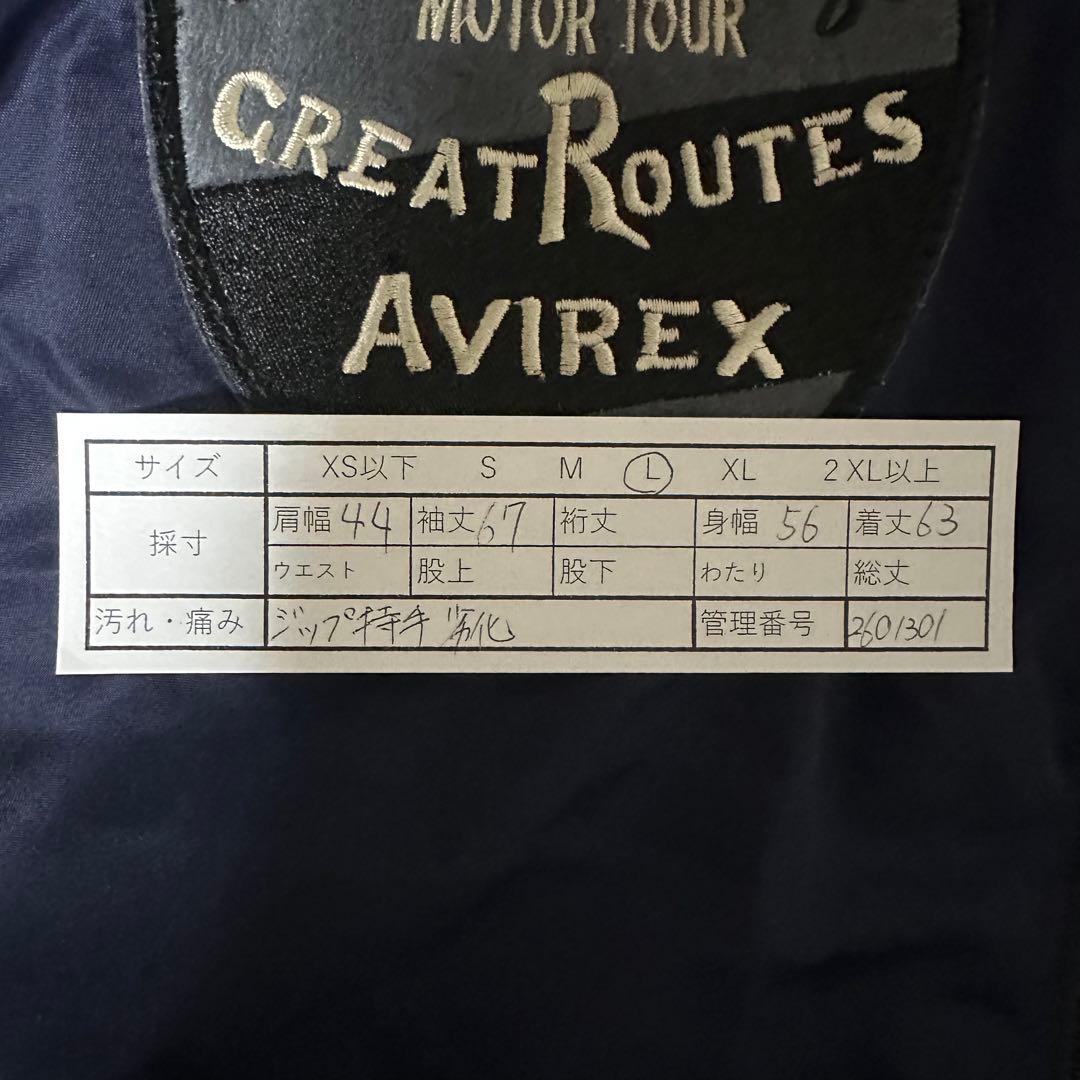 MOTOR TOUR
GREAT ROUTES
AVIREX
サイズ XS以下 S M L XL 2XL以上
採寸 肩幅 44 袖丈 67 裄丈 身幅 56 着丈 63
ウエスト 股上 股下 わたり 総丈
汚れ・痛み ジップ持手 劣化 管理番号 2601301